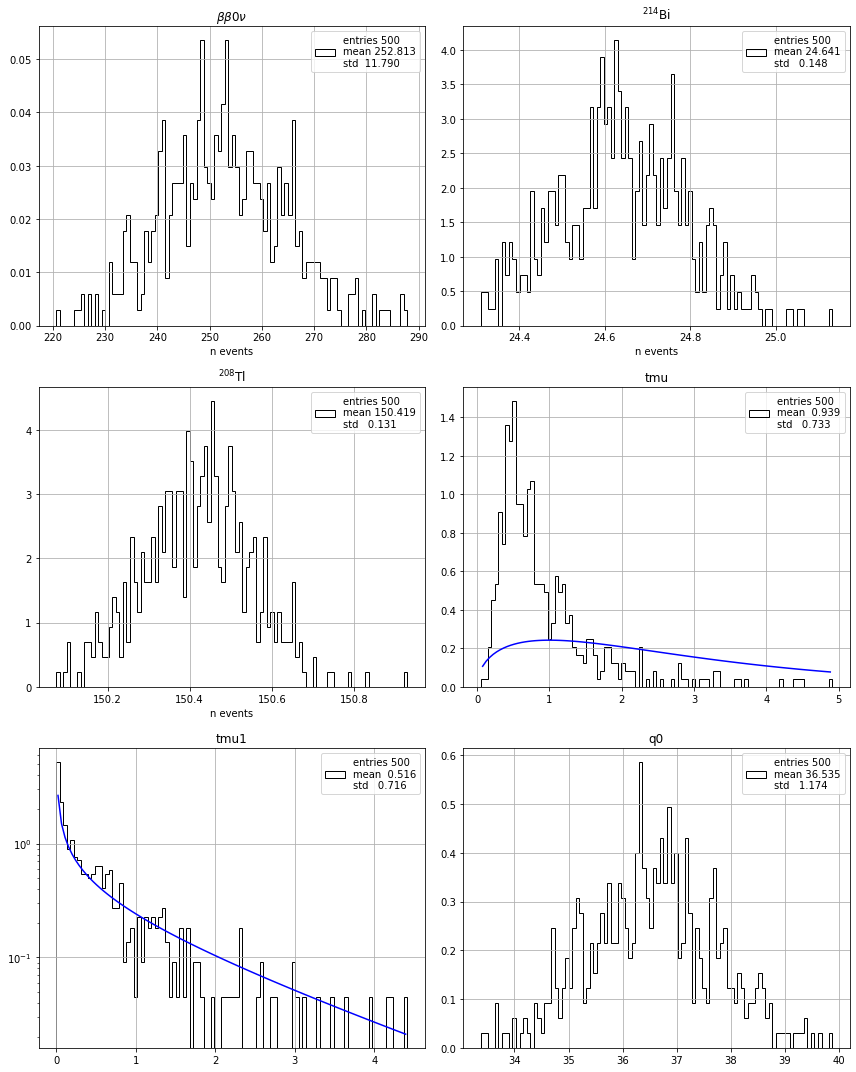 ββ0ν
entries 500
mean 252.813
std 11.790
0.05
0.04
0.03
0.02
0.01
0.00
220 230 240 250 260 270 280 290
n events
²¹⁴Bi
entries 500
mean 24.641
std 0.148
4.0
3.5
3.0
2.5
2.0
1.5
1.0
0.5
0.0
24.4 24.6 24.8 25.0
n events
²⁰⁸Tl
entries 500
mean 150.419
std 0.131
4
3
2
1
0
150.2 150.4 150.6 150.8
n events
tmu
entries 500
mean 0.939
std 0.733
1.4
1.2
1.0
0.8
0.6
0.4
0.2
0.0
0 1 2 3 4 5
tmu1
entries 500
mean 0.516
std 0.716
10⁰
10⁻¹
0 1 2 3 4
q0
entries 500
mean 36.535
std 1.174
0.6
0.5
0.4
0.3
0.2
0.1
0.0
34 35 36 37 38 39 40